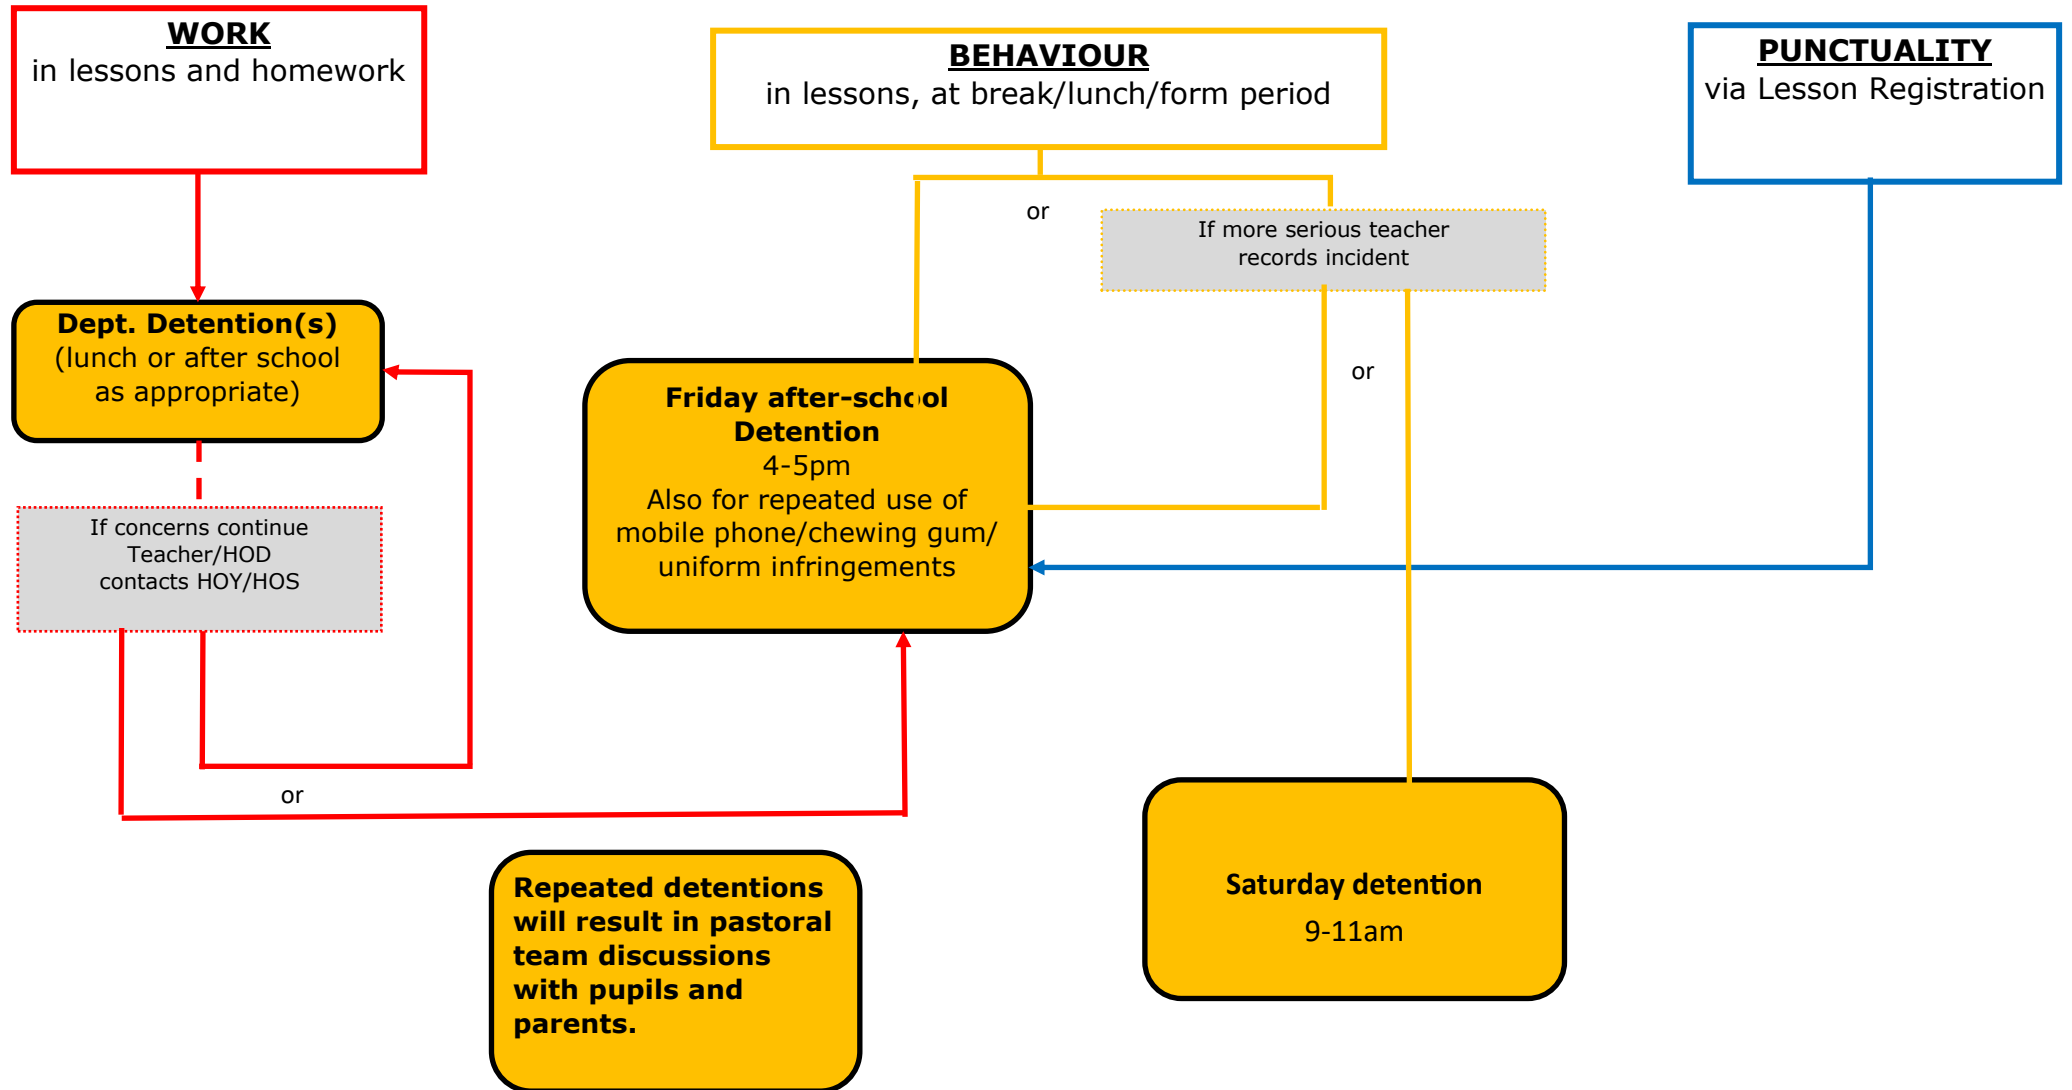 WORK
in lessons and homework
BEHAVIOUR
in lessons, at break/lunch/form period
PUNCTUALITY
via Lesson Registration
or
If more serious teacher
records incident
Dept. Detention(s)
(lunch or after school
as appropriate)
or
Friday after-school
Detention
4-5pm
Also for repeated use of
mobile phone/chewing gum/
uniform infringements
If concerns continue
Teacher/HOD
contacts HOY/HOS
or
Repeated detentions
will result in pastoral
team discussions
with pupils and
parents.
Saturday detention
9-11am